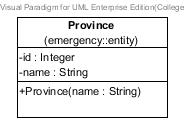 Visual Paradigm for UML Enterprise Edition(College
Province
(emergency::entity)
-id : Integer
-name : String
+Province(name : String)